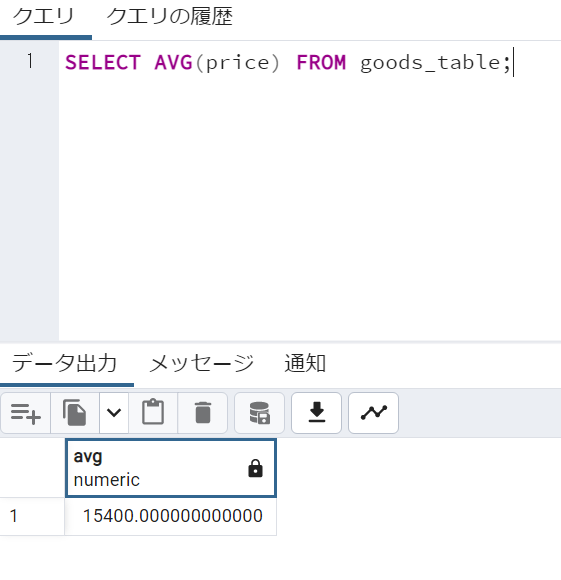 クエリ クエリの履歴
1 SELECT AVG(price) FROM goods_table;
データ出力 メッセージ 通知
avg
numeric
1 15400.000000000000